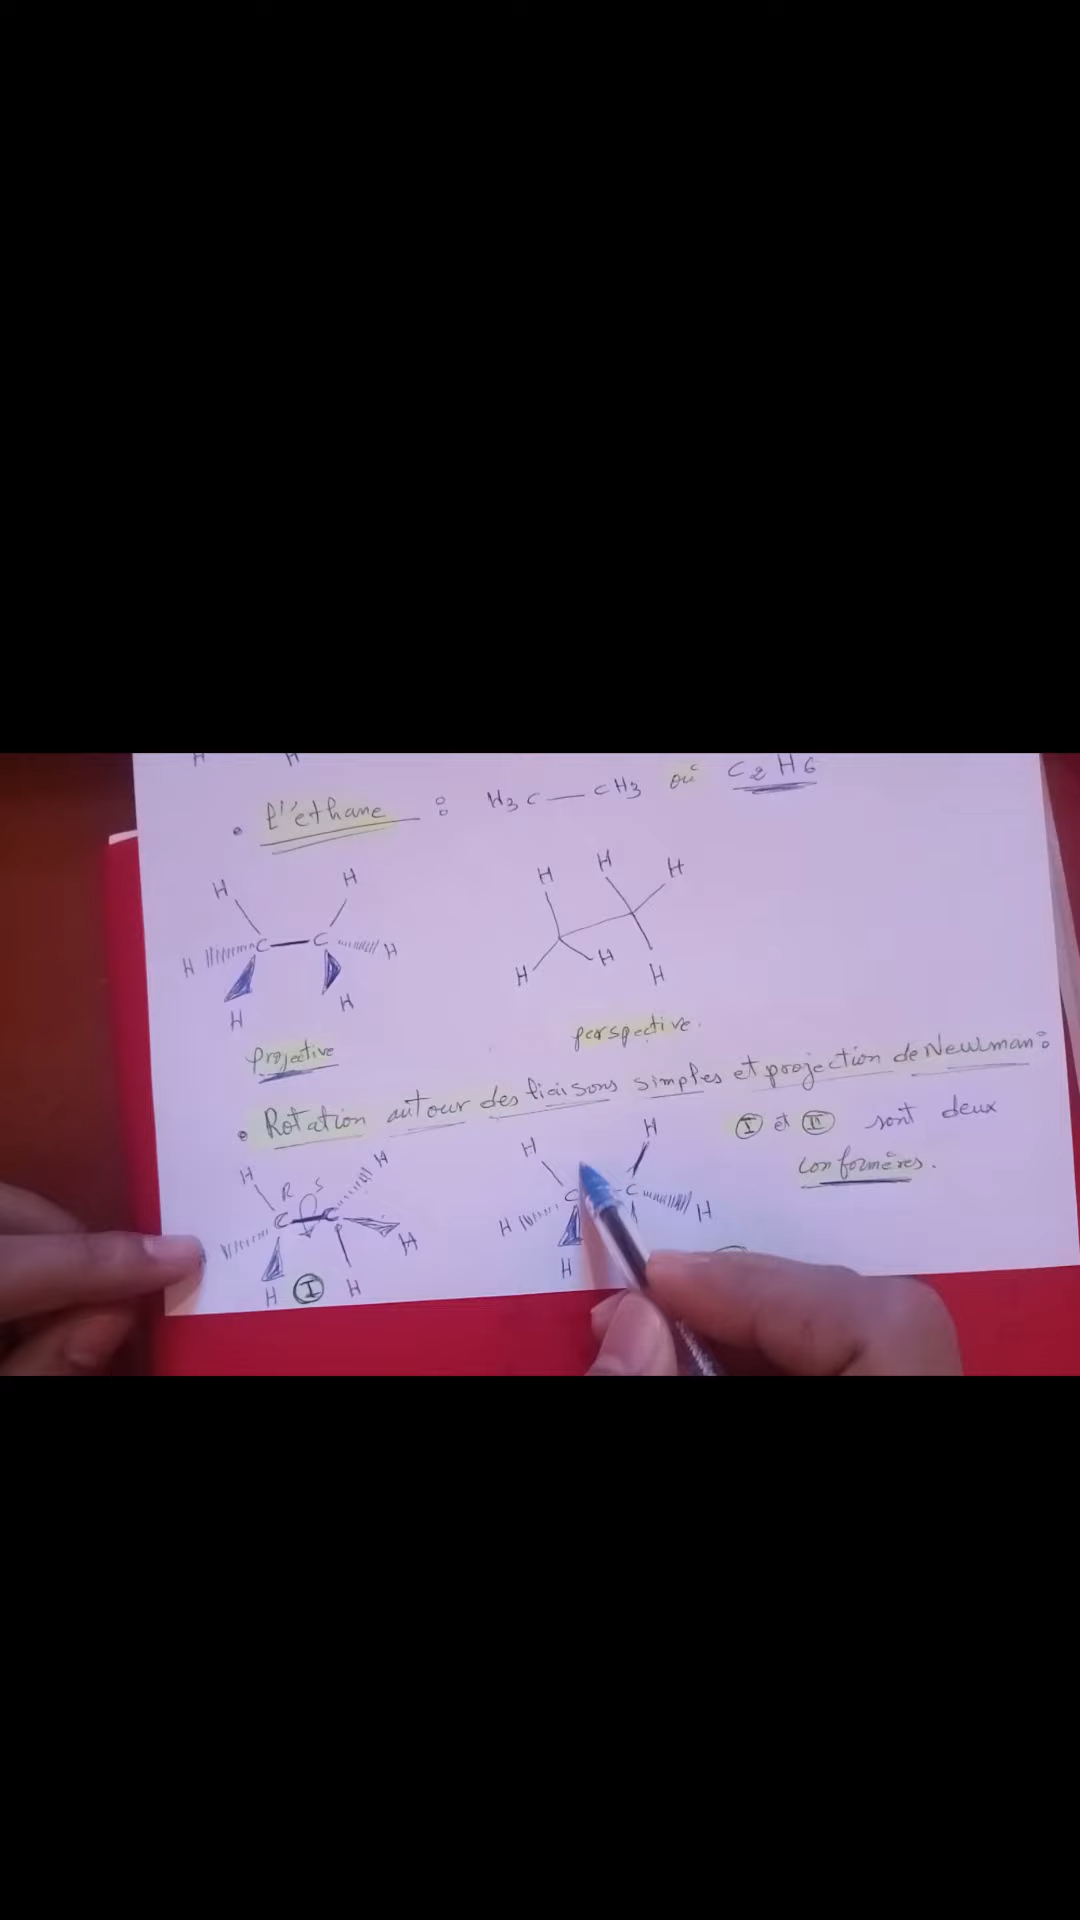 • l'éthane : H3C — CH3 où C2H6
H H H H H
H C — C H
H H H H H
projective perspective.
• Rotation autour des liaisons simples et projection de Newman :
H R S H H H I et II sont deux
C C C C H conformères.
H H H
H I H H